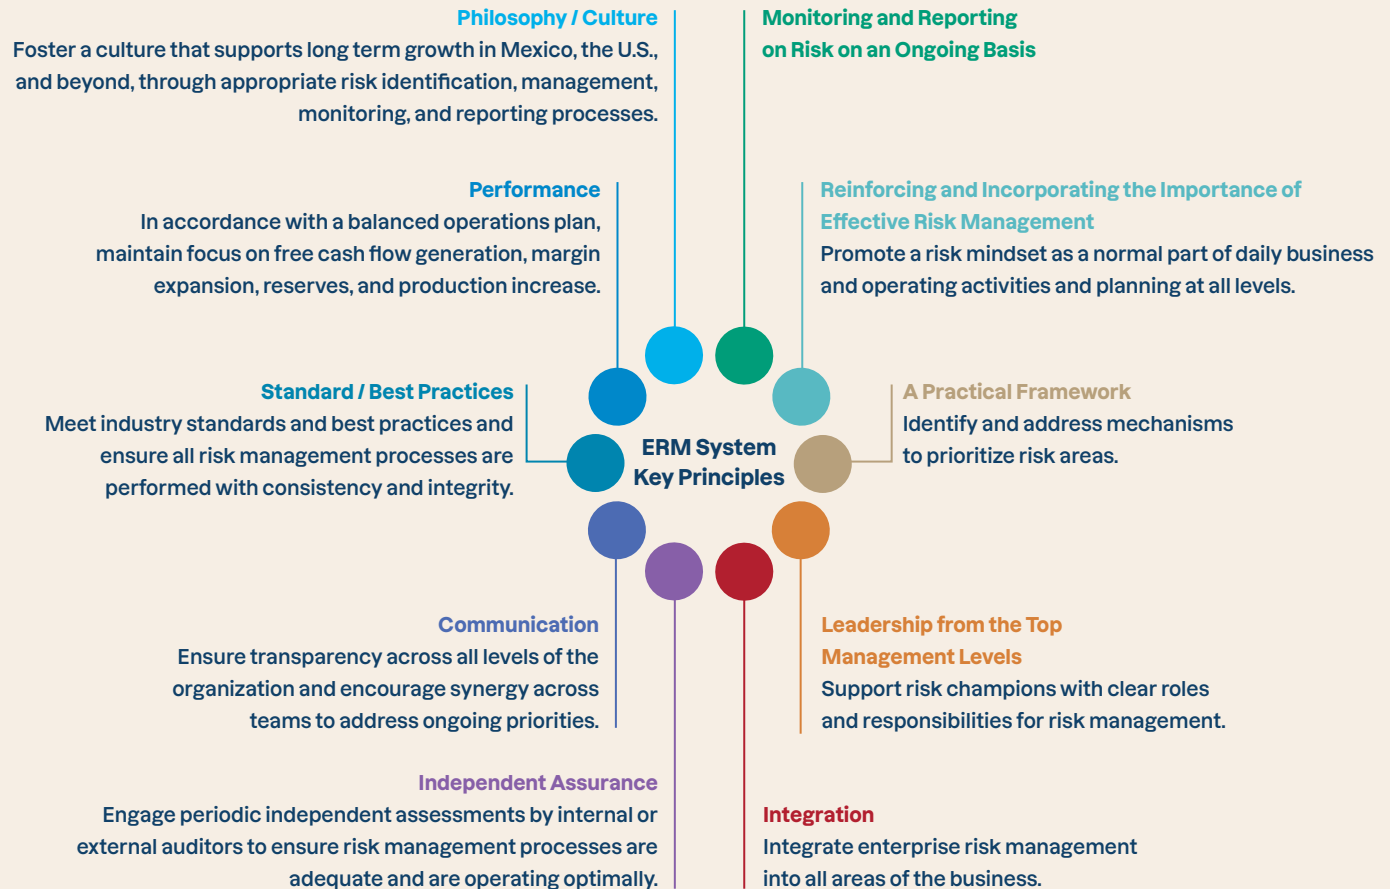 Philosophy / Culture
Foster a culture that supports long term growth in Mexico, the U.S.,
and beyond, through appropriate risk identification, management,
monitoring, and reporting processes.
Monitoring and Reporting
on Risk on an Ongoing Basis
Performance
In accordance with a balanced operations plan,
maintain focus on free cash flow generation, margin
expansion, reserves, and production increase.
Reinforcing and Incorporating the Importance of
Effective Risk Management
Promote a risk mindset as a normal part of daily business
and operating activities and planning at all levels.
Standard / Best Practices
Meet industry standards and best practices and
ensure all risk management processes are
performed with consistency and integrity.
ERM System
Key Principles
A Practical Framework
Identify and address mechanisms
to prioritize risk areas.
Communication
Ensure transparency across all levels of the
organization and encourage synergy across
teams to address ongoing priorities.
Leadership from the Top
Management Levels
Support risk champions with clear roles
and responsibilities for risk management.
Independent Assurance
Engage periodic independent assessments by internal or
external auditors to ensure risk management processes are
adequate and are operating optimally.
Integration
Integrate enterprise risk management
into all areas of the business.